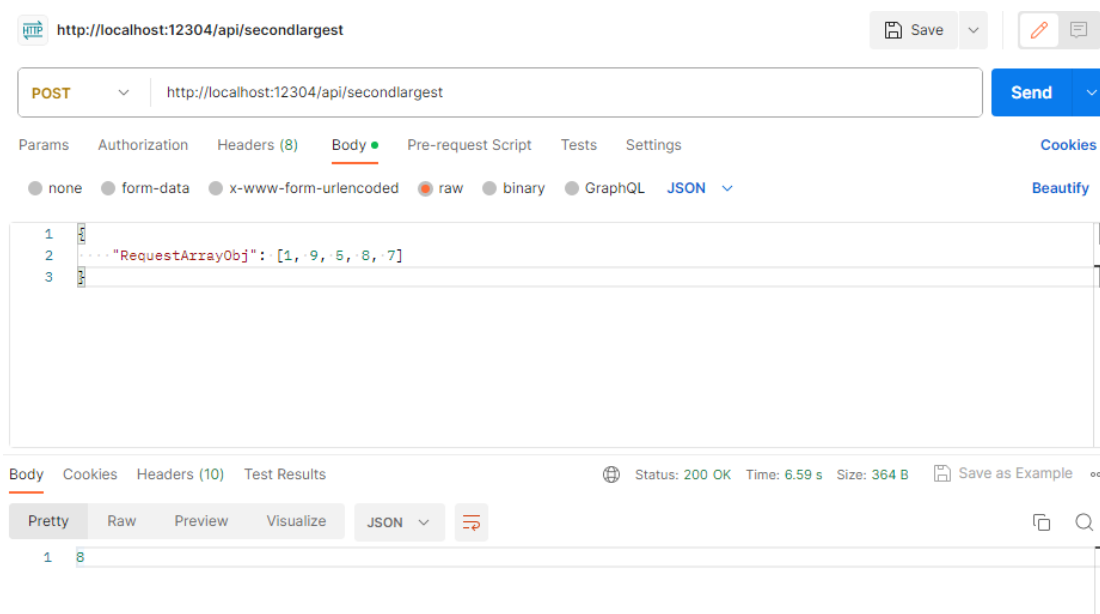 HTTP http://localhost:12304/api/secondlargest Save
POST http://localhost:12304/api/secondlargest Send
Params Authorization Headers (8) Body Pre-request Script Tests Settings Cookies
none form-data x-www-form-urlencoded raw binary GraphQL JSON Beautify
1 {
2 ····"RequestArrayObj":·[1,·9,·5,·8,·7]
3 }
Body Cookies Headers (10) Test Results Status: 200 OK Time: 6.59 s Size: 364 B Save as Example
Pretty Raw Preview Visualize JSON
1 8